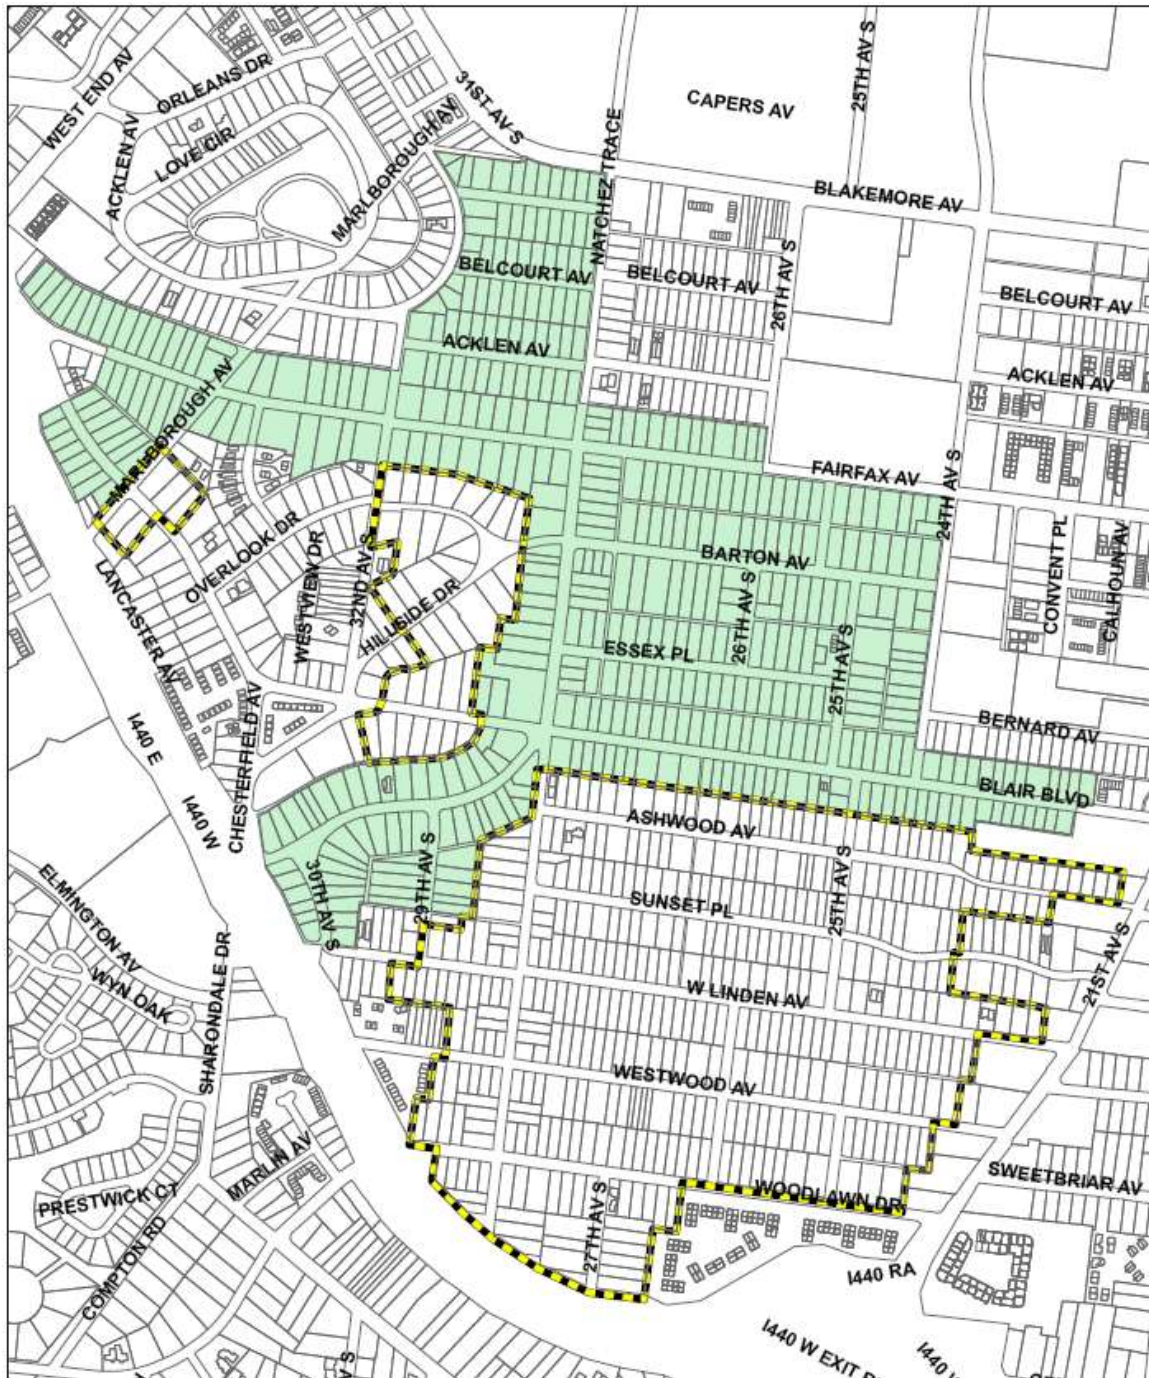 31ST AV S
WEST END AV
ORLEANS DR
25TH AV S
CAPERS AV
ACKLEN AV
LOVE CIR
MARLBOROUGH AV
NATCHEZ TRACE
BLAKEMORE AV
BELCOURT AV
BELCOURT AV
26TH AV S
BELCOURT AV
ACKLEN AV
ACKLEN AV
MARLBOROUGH AV
FAIRFAX AV
24TH AV S
OVERLOOK DR
WESTVIEW DR
32ND AV S
BARTON AV
CONVENT PL
CALHOUN AV
LANCASTER AV
HILLSIDE DR
ESSEX PL
26TH AV S
25TH AV S
I440 E
CHESTERFIELD AV
BERNARD AV
I440 W
BLAIR BLVD
ASHWOOD AV
ELMINGTON AV
30TH AV S
29TH AV S
SUNSET PL
25TH AV S
WYN OAK
SHARONDALE DR
W LINDEN AV
21ST AV S
WESTWOOD AV
PRESTWICK CT
MARLIN AV
WOODLAWN DR
SWEETBRIAR AV
COMPTON RD
27TH AV S
I440 RA
I440 W EXIT
AV S
I440